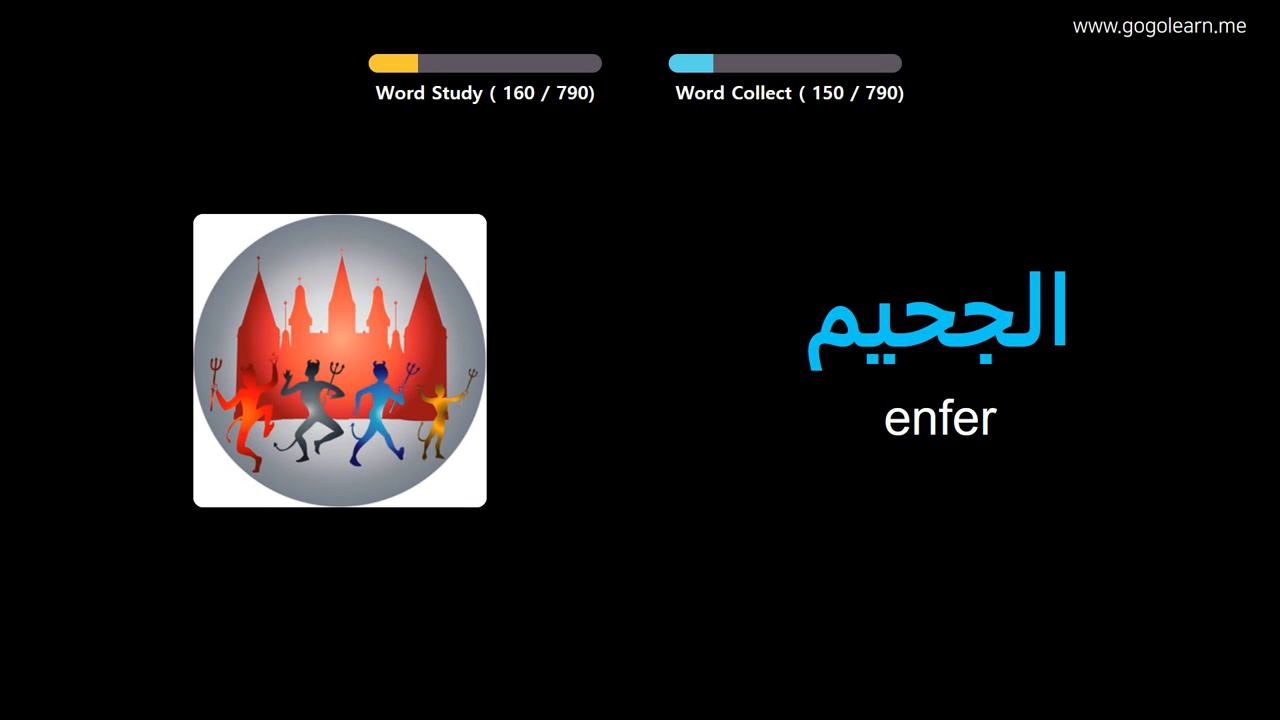 www.gogolearn.me
Word Study ( 160 / 790)
Word Collect ( 150 / 790)
الجحيم
enfer